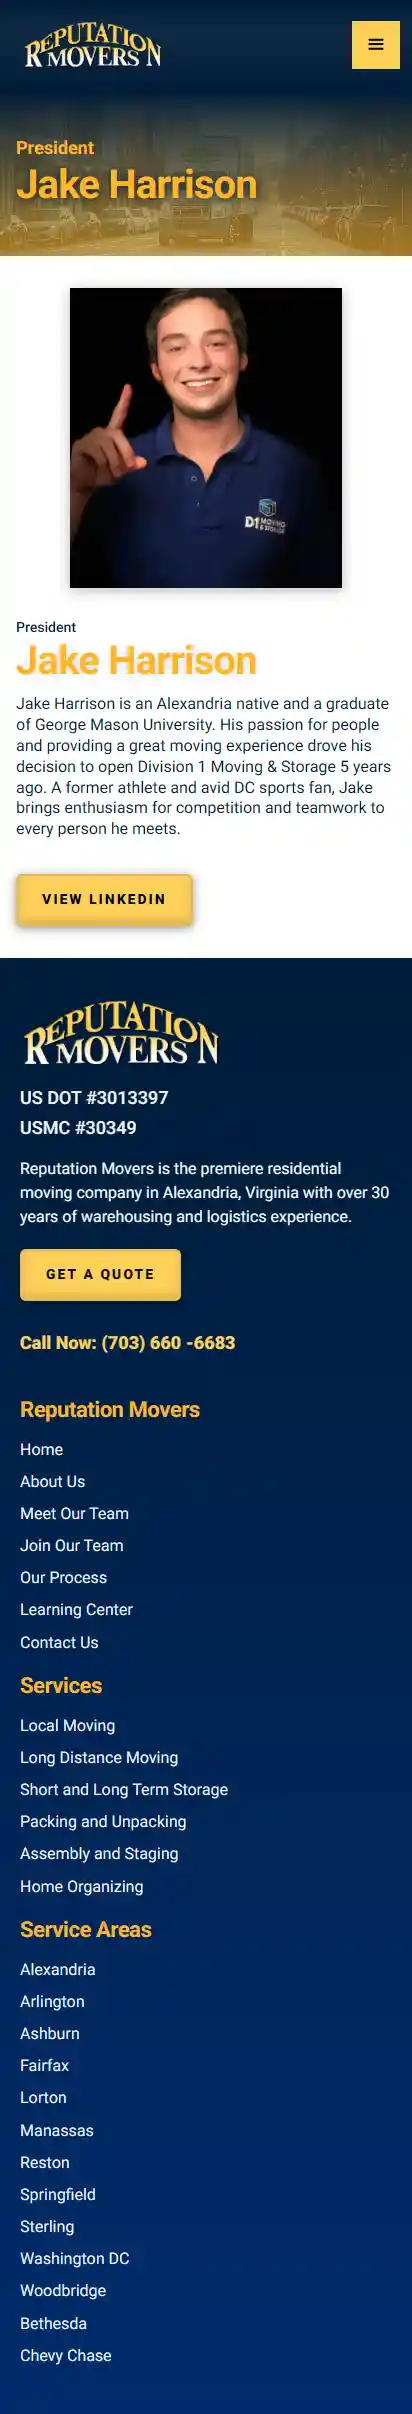 REPUTATION
R MOVERS N
President
Jake Harrison
D1 MOVING
& STORAGE
President
Jake Harrison
Jake Harrison is an Alexandria native and a graduate
of George Mason University. His passion for people
and providing a great moving experience drove his
decision to open Division 1 Moving & Storage 5 years
ago. A former athlete and avid DC sports fan, Jake
brings enthusiasm for competition and teamwork to
every person he meets.
VIEW LINKEDIN
REPUTATION
R MOVERS N
US DOT #3013397
USMC #30349
Reputation Movers is the premiere residential
moving company in Alexandria, Virginia with over 30
years of warehousing and logistics experience.
GET A QUOTE
Call Now: (703) 660 -6683
Reputation Movers
Home
About Us
Meet Our Team
Join Our Team
Our Process
Learning Center
Contact Us
Services
Local Moving
Long Distance Moving
Short and Long Term Storage
Packing and Unpacking
Assembly and Staging
Home Organizing
Service Areas
Alexandria
Arlington
Ashburn
Fairfax
Lorton
Manassas
Reston
Springfield
Sterling
Washington DC
Woodbridge
Bethesda
Chevy Chase